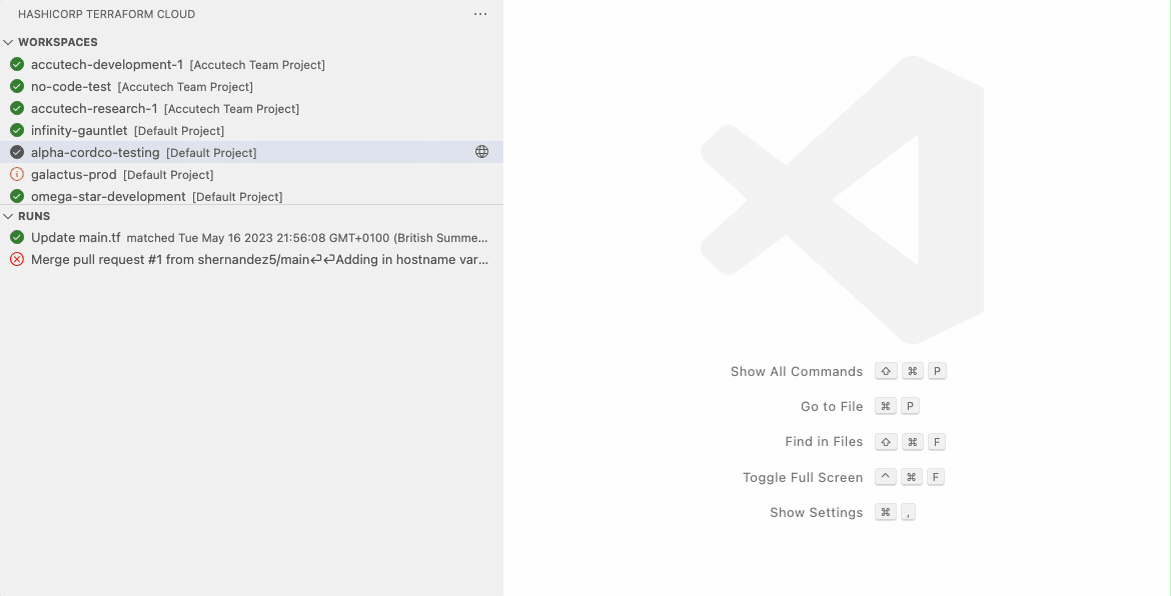 HASHICORP TERRAFORM CLOUD ...
WORKSPACES
accutech-development-1 [Accutech Team Project]
no-code-test [Accutech Team Project]
accutech-research-1 [Accutech Team Project]
infinity-gauntlet [Default Project]
alpha-cordco-testing [Default Project]
galactus-prod [Default Project]
omega-star-development [Default Project]
RUNS
Update main.tf matched Tue May 16 2023 21:56:08 GMT+0100 (British Summe...
Merge pull request #1 from shernandez5/main↵↵Adding in hostname var...
Show All Commands ⇧ ⌘ P
Go to File ⌘ P
Find in Files ⇧ ⌘ F
Toggle Full Screen ^ ⌘ F
Show Settings ⌘ ,